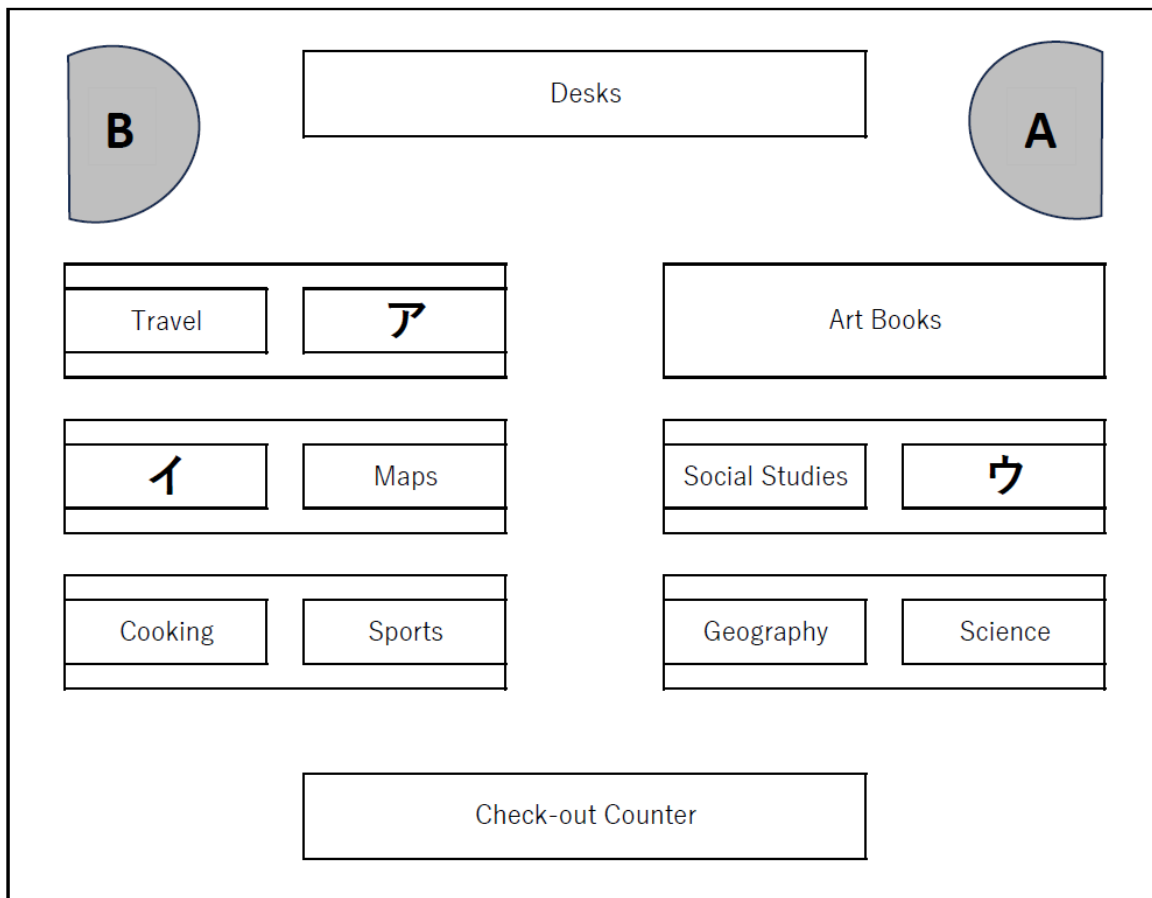 B
Desks
A
Travel
ア
Art Books
イ
Maps
Social Studies
ウ
Cooking
Sports
Geography
Science
Check-out Counter